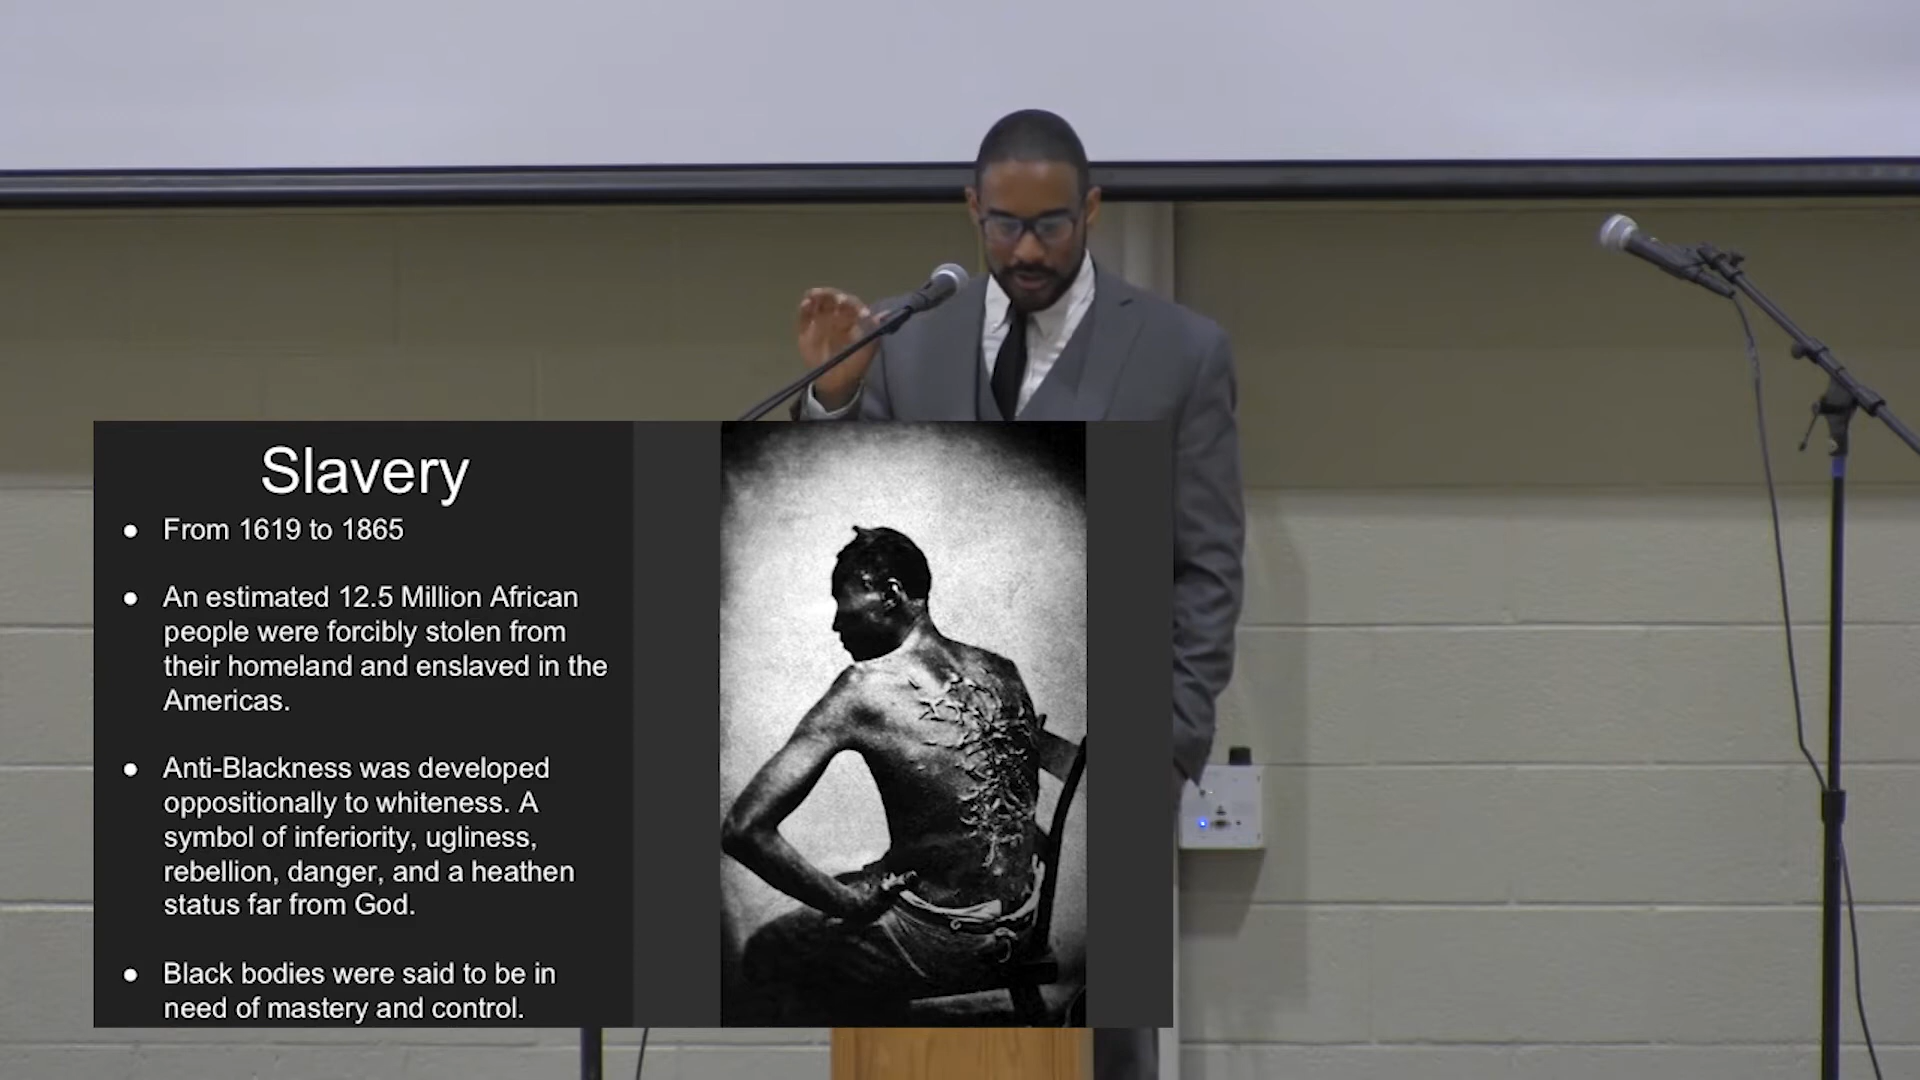 Slavery
● From 1619 to 1865
● An estimated 12.5 Million African
people were forcibly stolen from
their homeland and enslaved in the
Americas.
● Anti-Blackness was developed
oppositionally to whiteness. A
symbol of inferiority, ugliness,
rebellion, danger, and a heathen
status far from God.
● Black bodies were said to be in
need of mastery and control.